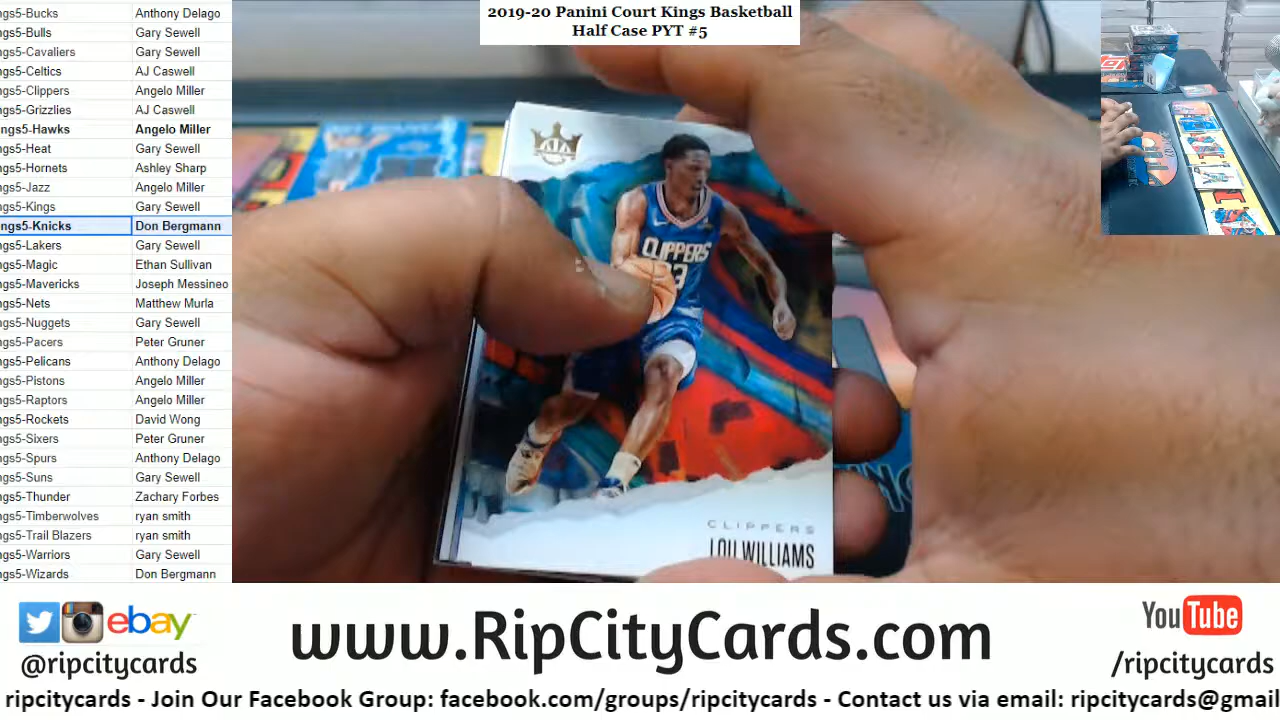 2019-20 Panini Court Kings Basketball
Half Case PYT #5
ngs5-Bucks Anthony Delago
ngs5-Bulls Gary Sewell
ngs5-Cavaliers Gary Sewell
ngs5-Celtics AJ Caswell
ngs5-Clippers Angelo Miller
ngs5-Grizzlies AJ Caswell
ngs5-Hawks Angelo Miller
ngs5-Heat Gary Sewell
ngs5-Hornets Ashley Sharp
ngs5-Jazz Angelo Miller
ngs5-Kings Gary Sewell
ngs5-Knicks Don Bergmann
ngs5-Lakers Gary Sewell
ngs5-Magic Ethan Sullivan
ngs5-Mavericks Joseph Messineo
ngs5-Nets Matthew Murla
ngs5-Nuggets Gary Sewell
ngs5-Pacers Peter Gruner
ngs5-Pelicans Anthony Delago
ngs5-Pistons Angelo Miller
ngs5-Raptors Angelo Miller
ngs5-Rockets David Wong
ngs5-Sixers Peter Gruner
ngs5-Spurs Anthony Delago
ngs5-Suns Gary Sewell
ngs5-Thunder Zachary Forbes
ngs5-Timberwolves ryan smith
ngs5-Trail Blazers ryan smith
ngs5-Warriors Gary Sewell
ngs5-Wizards Don Bergmann
CLIPPERS
CLIPPERS
LOU WILLIAMS
ebay
@ripcitycards
www.RipCityCards.com
YouTube
/ripcitycards
ripcitycards - Join Our Facebook Group: facebook.com/groups/ripcitycards - Contact us via email: ripcitycards@gmail